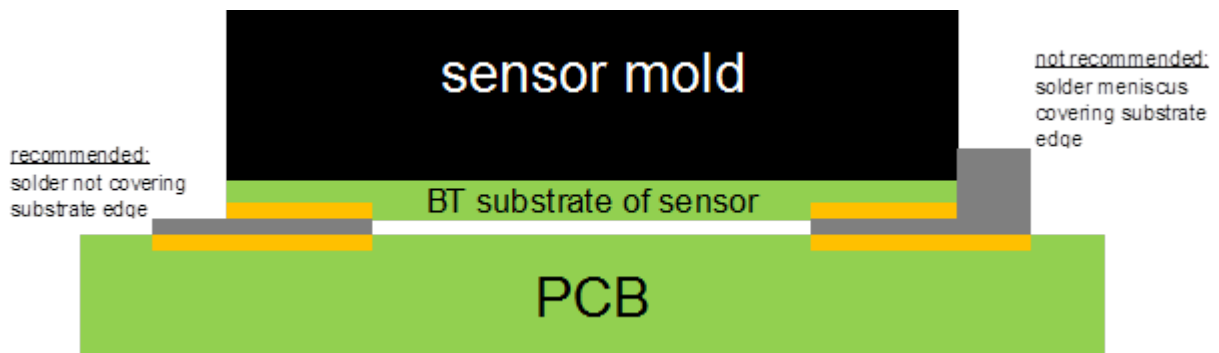 sensor mold
not recommended:
solder meniscus
covering substrate
edge
recommended:
solder not covering
substrate edge
BT substrate of sensor
PCB